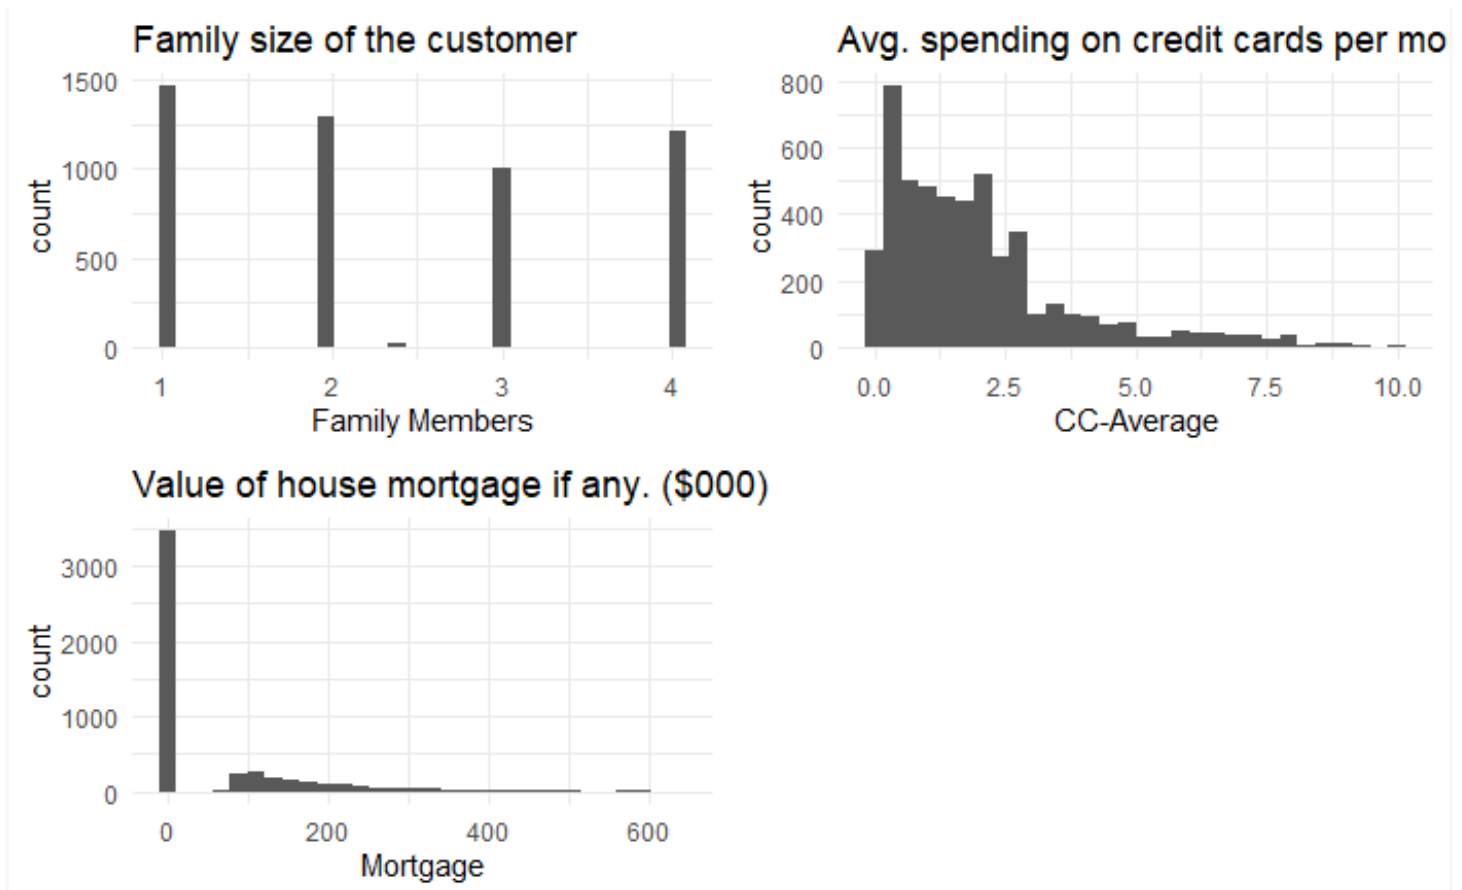 Family size of the customer
1500
1000
500
0
count
1 2 3 4
Family Members
Avg. spending on credit cards per mo
800
600
400
200
0
count
0.0 2.5 5.0 7.5 10.0
CC-Average
Value of house mortgage if any. ($000)
3000
2000
1000
0
count
0 200 400 600
Mortgage